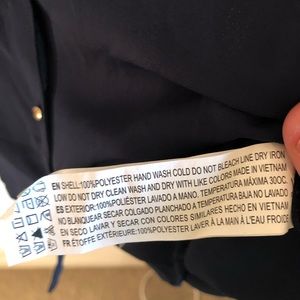 EN SHELL:100%POLYESTER HAND WASH COLD DO NOT BLEACH LINE DRY IRON
LOW DO NOT DRY CLEAN WASH AND DRY WITH LIKE COLORS MADE IN VIETNAM
ES EXTERIOR:100%POLIÉSTER LAVADO A MANO. TEMPERATURA MÁXIMA 30OC.
NO BLANQUEAR SECAR COLGADO PLANCHADO A TEMPERATURA BAJO NO LAVADO
EN SECO LAVAR Y SECAR CON COLORES SIMILARES HECHO EN VIETNAM
FR ÉTOFFE EXTÉRIEURE:100%POLYESTER LAVER À LA MAIN À L'EAU FROIDE